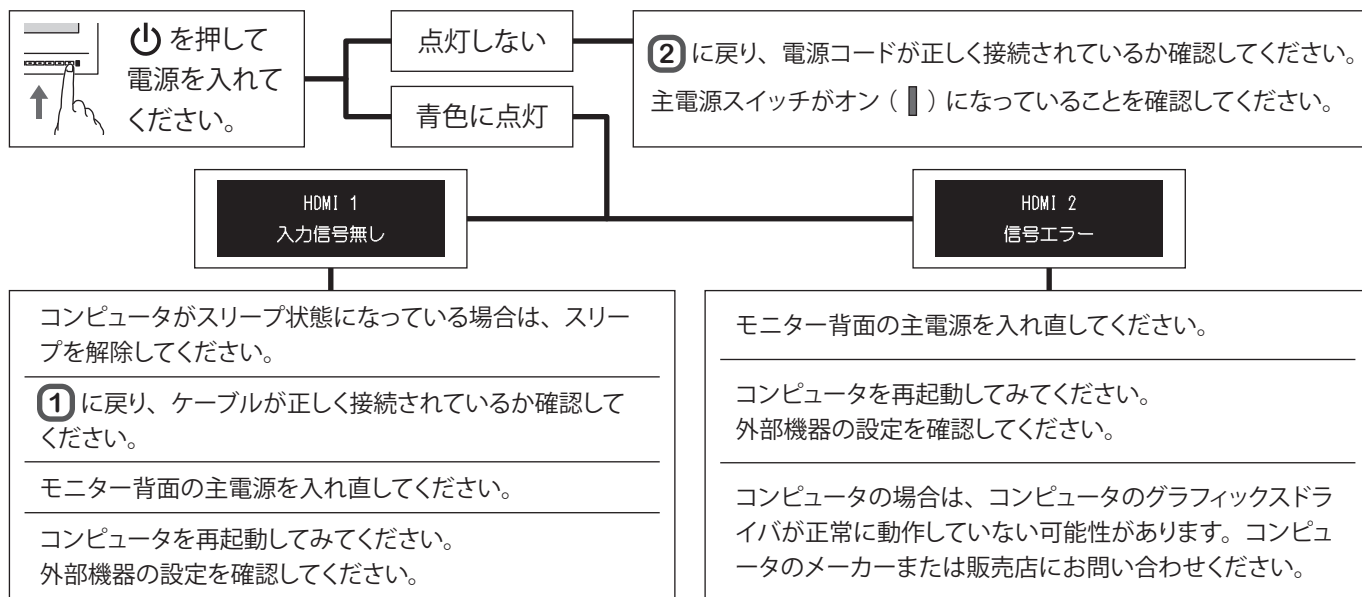 ⏻ を押して
電源を入れて
ください。
点灯しない
青色に点灯
2 に戻り、電源コードが正しく接続されているか確認してください。
主電源スイッチがオン（ ▮ ）になっていることを確認してください。
HDMI 1
入力信号無し
HDMI 2
信号エラー
コンピュータがスリープ状態になっている場合は、スリー
プを解除してください。
1 に戻り、ケーブルが正しく接続されているか確認して
ください。
モニター背面の主電源を入れ直してください。
コンピュータを再起動してみてください。
外部機器の設定を確認してください。
モニター背面の主電源を入れ直してください。
コンピュータを再起動してみてください。
外部機器の設定を確認してください。
コンピュータの場合は、コンピュータのグラフィックスドラ
イバが正常に動作していない可能性があります。コンピュ
ータのメーカーまたは販売店にお問い合わせください。